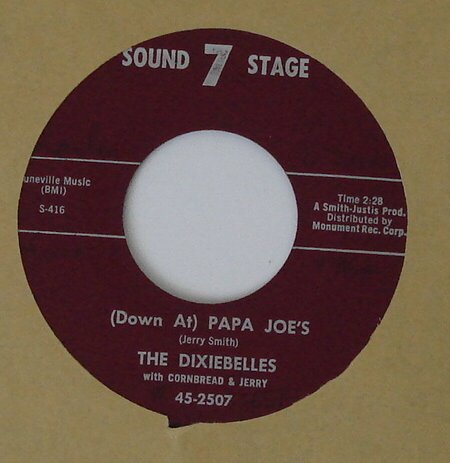 SOUND 7 STAGE
uneville Music
(BMI)
S-416
Time 2:28
A Smith-Justis Prod.
Distributed by
Monument Rec. Corp.
(Down At) PAPA JOE'S
(Jerry Smith)
THE DIXIEBELLES
with CORNBREAD & JERRY
45-2507